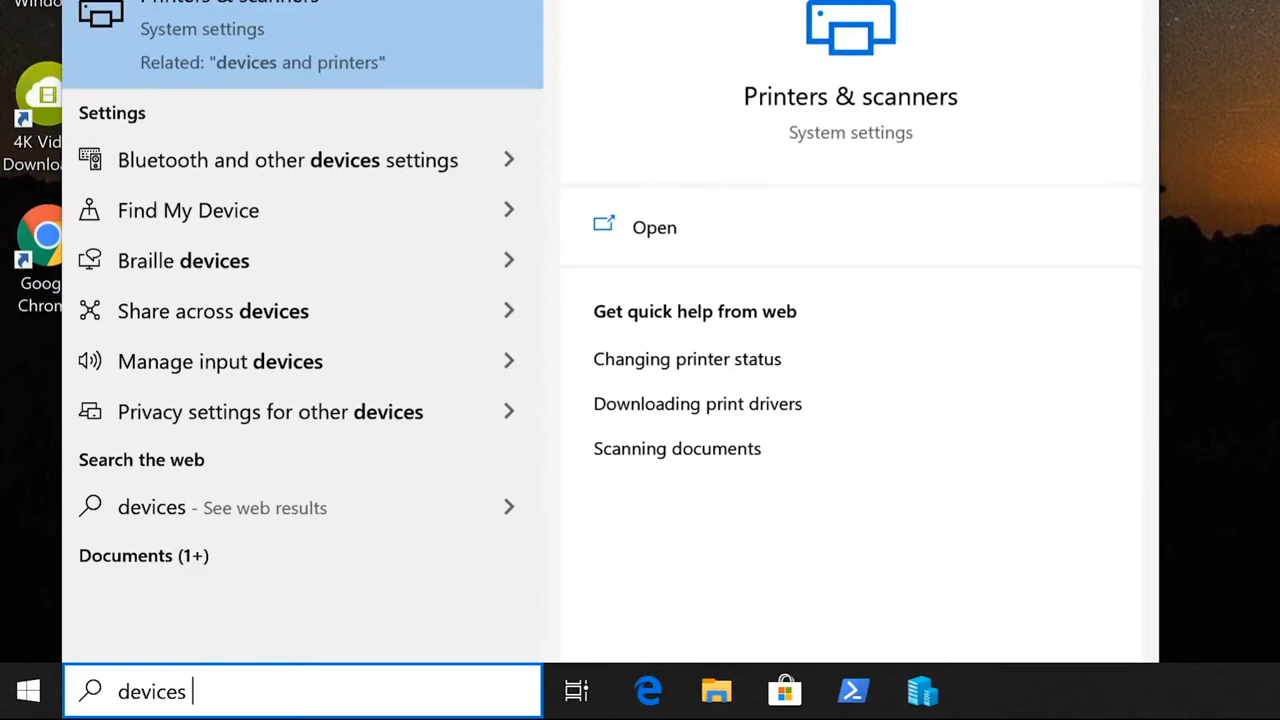 Windo
Printers & scanners
System settings
Related: "devices and printers"
4K Vid
Downloa
Goog
Chrom
Settings
Bluetooth and other devices settings
Find My Device
Braille devices
Share across devices
Manage input devices
Privacy settings for other devices
Search the web
devices - See web results
Documents (1+)
Printers & scanners
System settings
Open
Get quick help from web
Changing printer status
Downloading print drivers
Scanning documents
devices